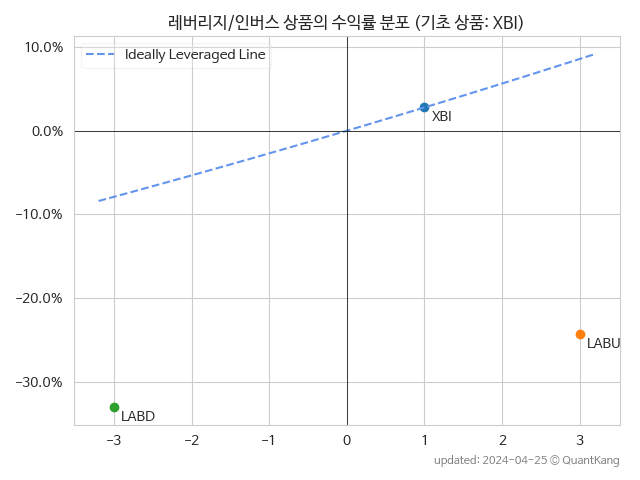 레버리지/인버스 상품의 수익률 분포 (기초 상품: XBI)
10.0%
Ideally Leveraged Line
XBI
0.0%
−10.0%
−20.0%
LABU
−30.0%
LABD
−3 −2 −1 0 1 2 3
updated: 2024-04-25 © QuantKang